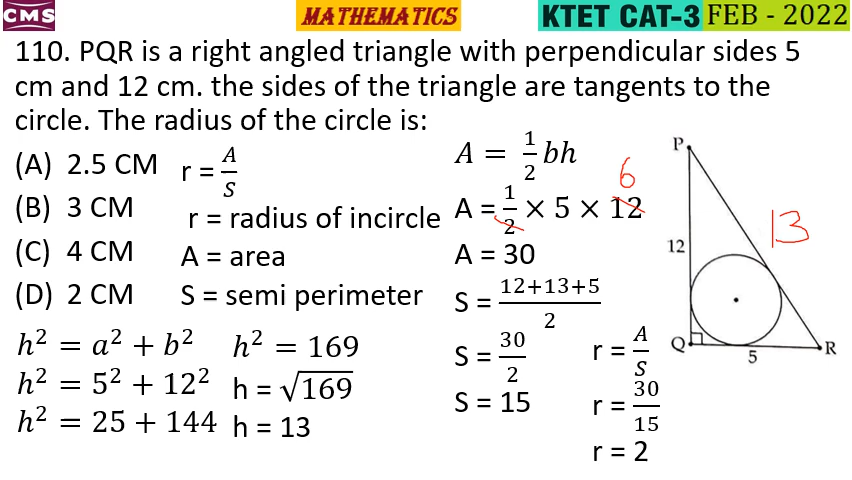 CMS
MATHEMATICS
KTET CAT-3 FEB - 2022
110. PQR is a right angled triangle with perpendicular sides 5
cm and 12 cm. the sides of the triangle are tangents to the
circle. The radius of the circle is:
(A) 2.5 CM
(B) 3 CM
(C) 4 CM
(D) 2 CM
r = A/S
r = radius of incircle
A = area
S = semi perimeter
h² = a² + b²
h² = 5² + 12²
h² = 25 + 144
h² = 169
h = √169
h = 13
A = 1/2 bh
6
A = 1/2 × 5 × 12
A = 30
S = 12+13+5/2
S = 30/2
S = 15
r = A/S
r = 30/15
r = 2
P
13
12
Q
5
R